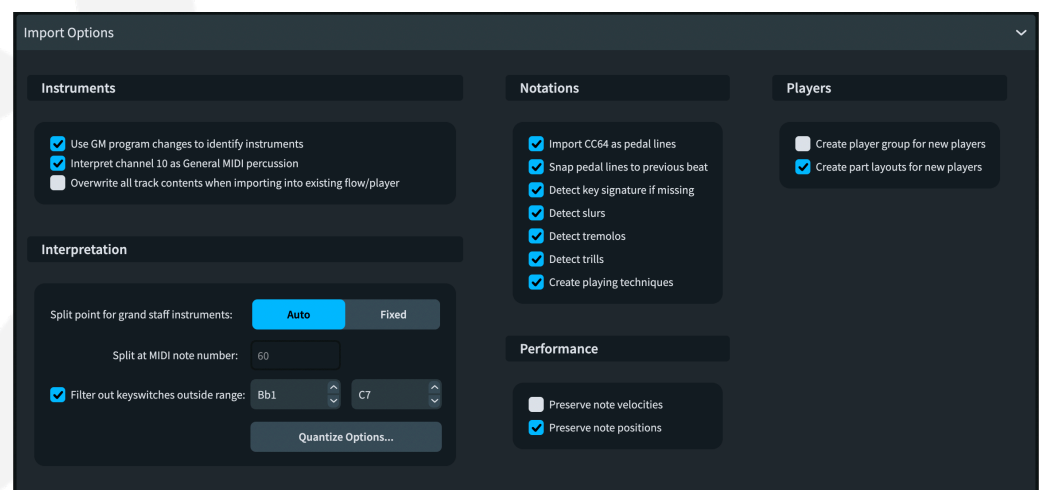 Import Options
Instruments
Use GM program changes to identify instruments
Interpret channel 10 as General MIDI percussion
Overwrite all track contents when importing into existing flow/player
Interpretation
Split point for grand staff instruments: Auto Fixed
Split at MIDI note number: 60
Filter out keyswitches outside range: Bb1 C7
Quantize Options...
Notations
Import CC64 as pedal lines
Snap pedal lines to previous beat
Detect key signature if missing
Detect slurs
Detect tremolos
Detect trills
Create playing techniques
Performance
Preserve note velocities
Preserve note positions
Players
Create player group for new players
Create part layouts for new players